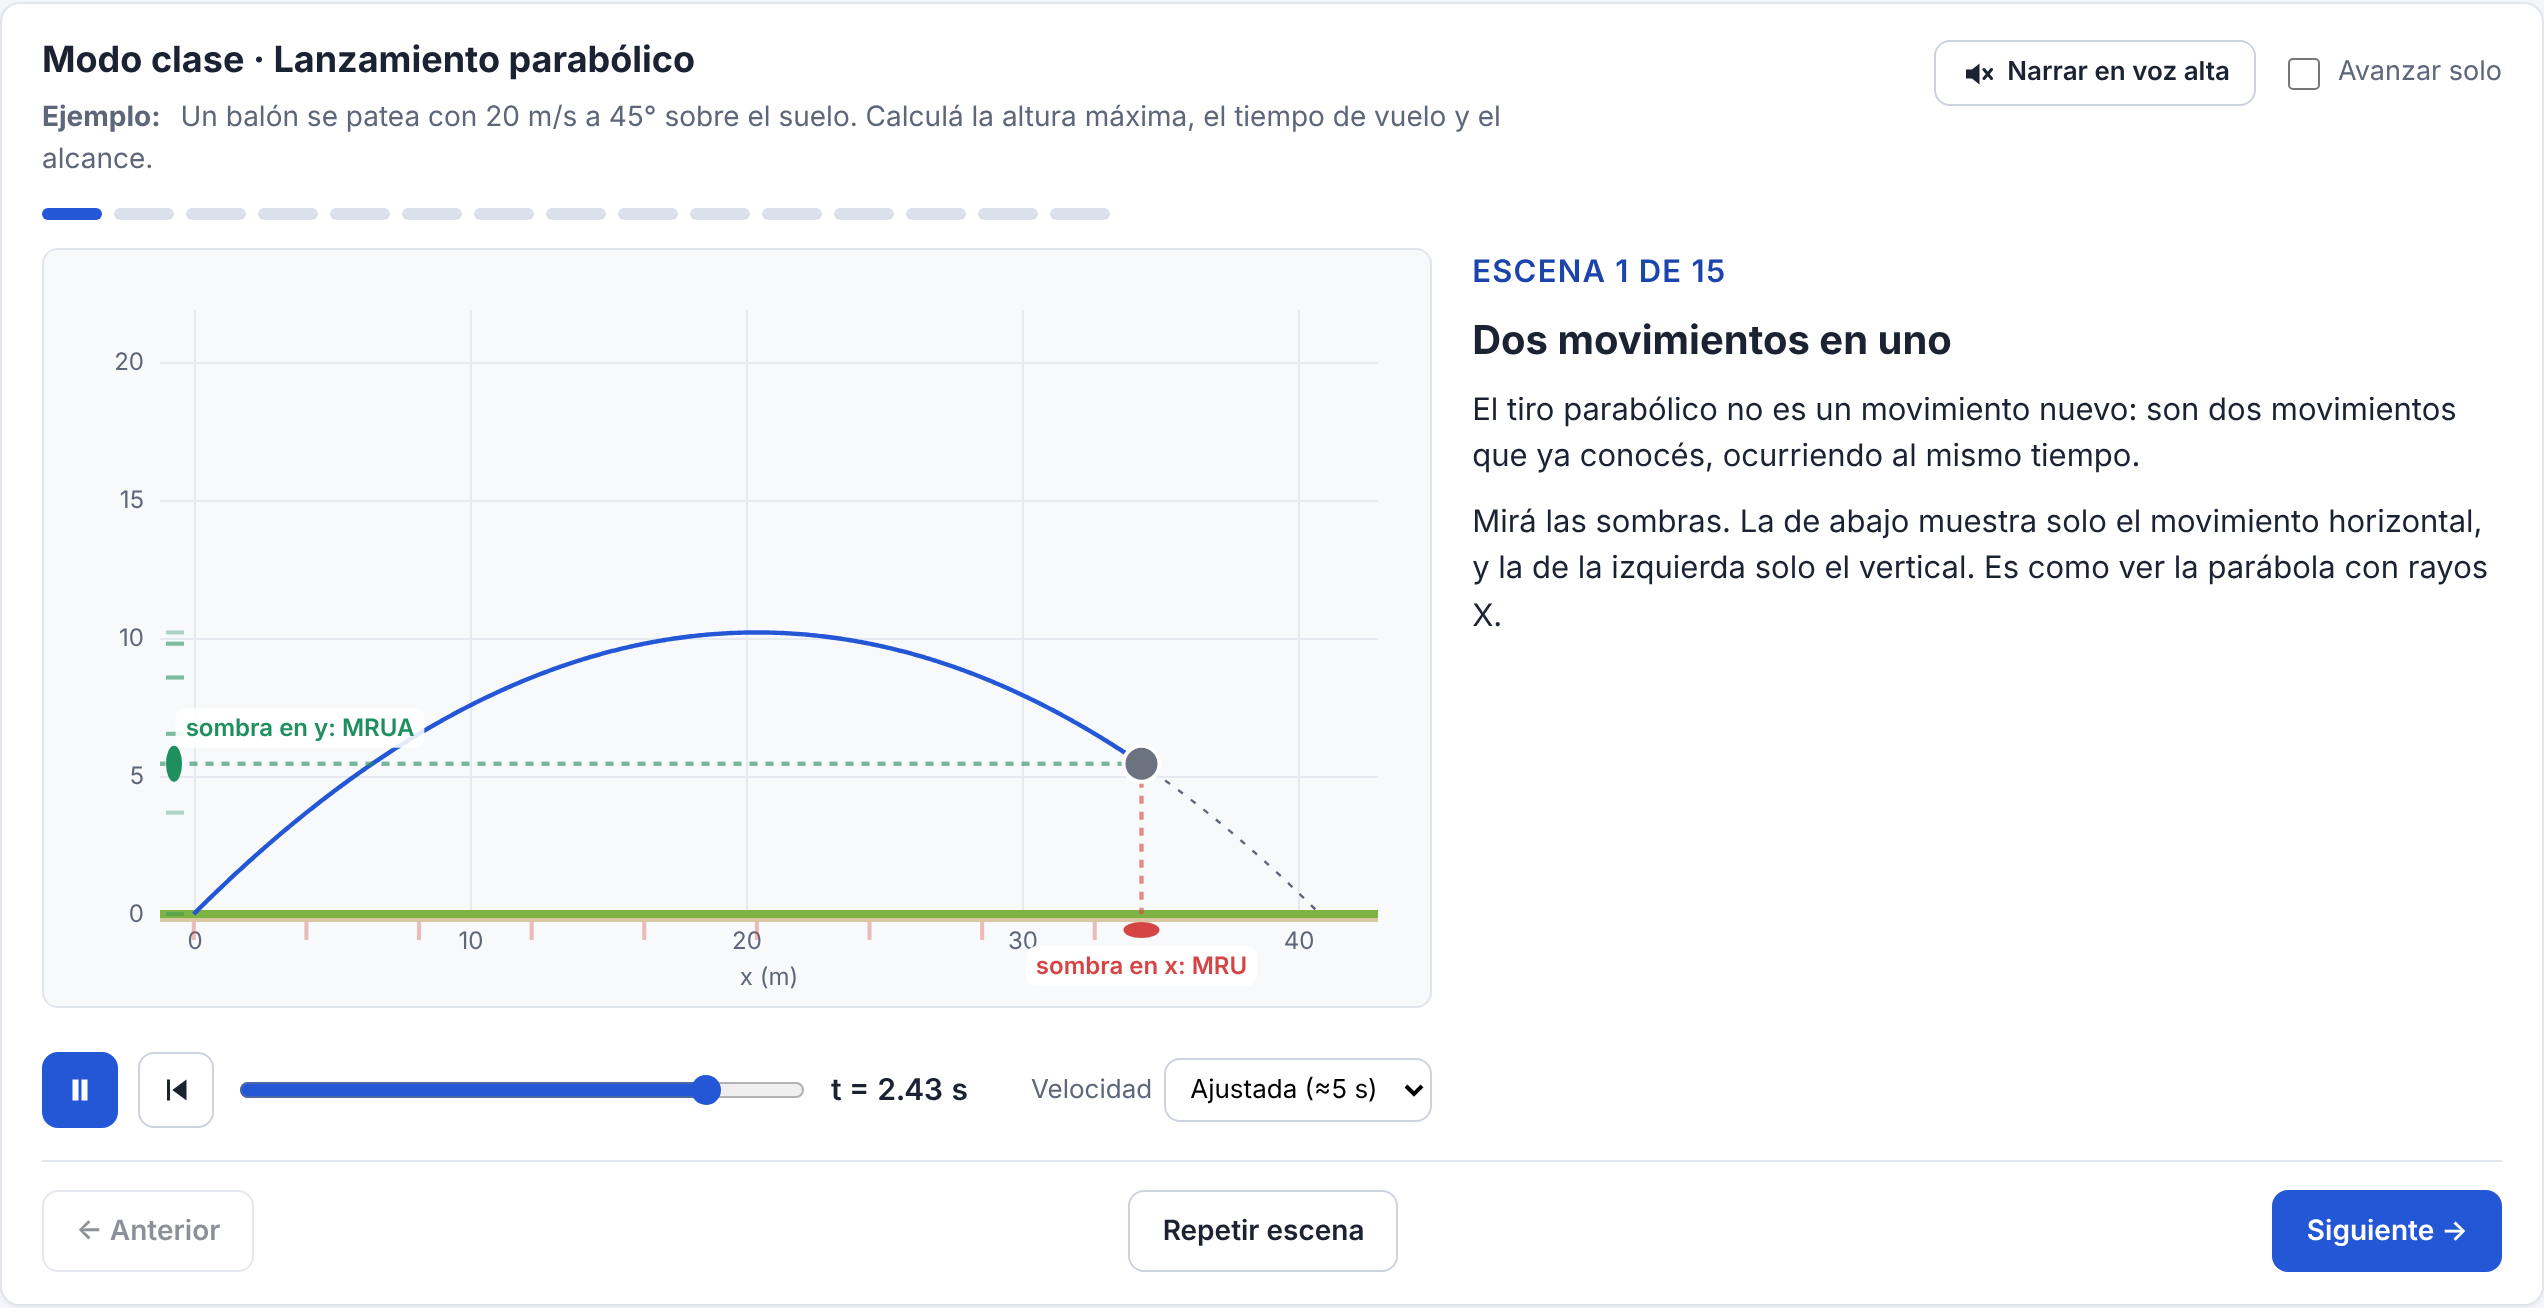 Modo clase · Lanzamiento parabólico
Narrar en voz alta
Avanzar solo
Ejemplo: Un balón se patea con 20 m/s a 45° sobre el suelo. Calculá la altura máxima, el tiempo de vuelo y el
alcance.
20
15
10
5
0
sombra en y: MRUA
0
10
20
30
40
sombra en x: MRU
x (m)
ESCENA 1 DE 15
Dos movimientos en uno
El tiro parabólico no es un movimiento nuevo: son dos movimientos
que ya conocés, ocurriendo al mismo tiempo.
Mirá las sombras. La de abajo muestra solo el movimiento horizontal,
y la de la izquierda solo el vertical. Es como ver la parábola con rayos
X.
t = 2.43 s
Velocidad
Ajustada (≈5 s)
← Anterior
Repetir escena
Siguiente →